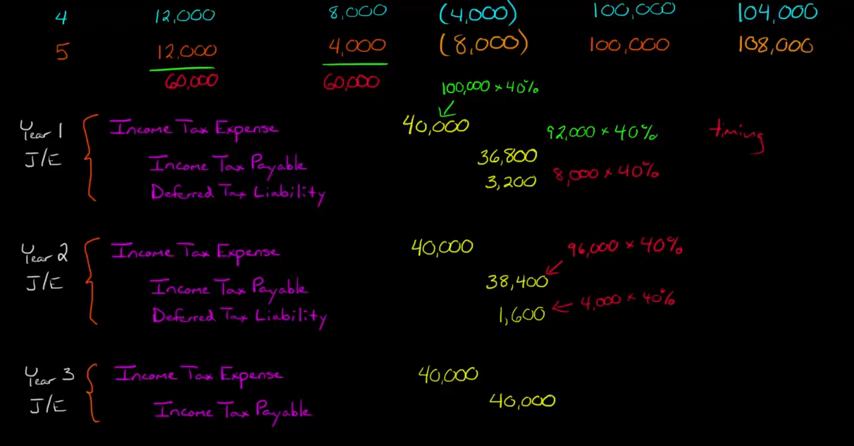 4 12,000 8,000 (4,000) 100,000 104,000
5 12,000 4,000 (8,000) 100,000 108,000
60,000 60,000
100,000 × 40%
Year 1 J/E
Income Tax Expense 40,000 92,000 × 40% timing
Income Tax Payable 36,800
Deferred Tax Liability 3,200 8,000 × 40%
Year 2 J/E
Income Tax Expense 40,000 96,000 × 40%
Income Tax Payable 38,400
Deferred Tax Liability 1,600 4,000 × 40%
Year 3 J/E
Income Tax Expense 40,000
Income Tax Payable 40,000